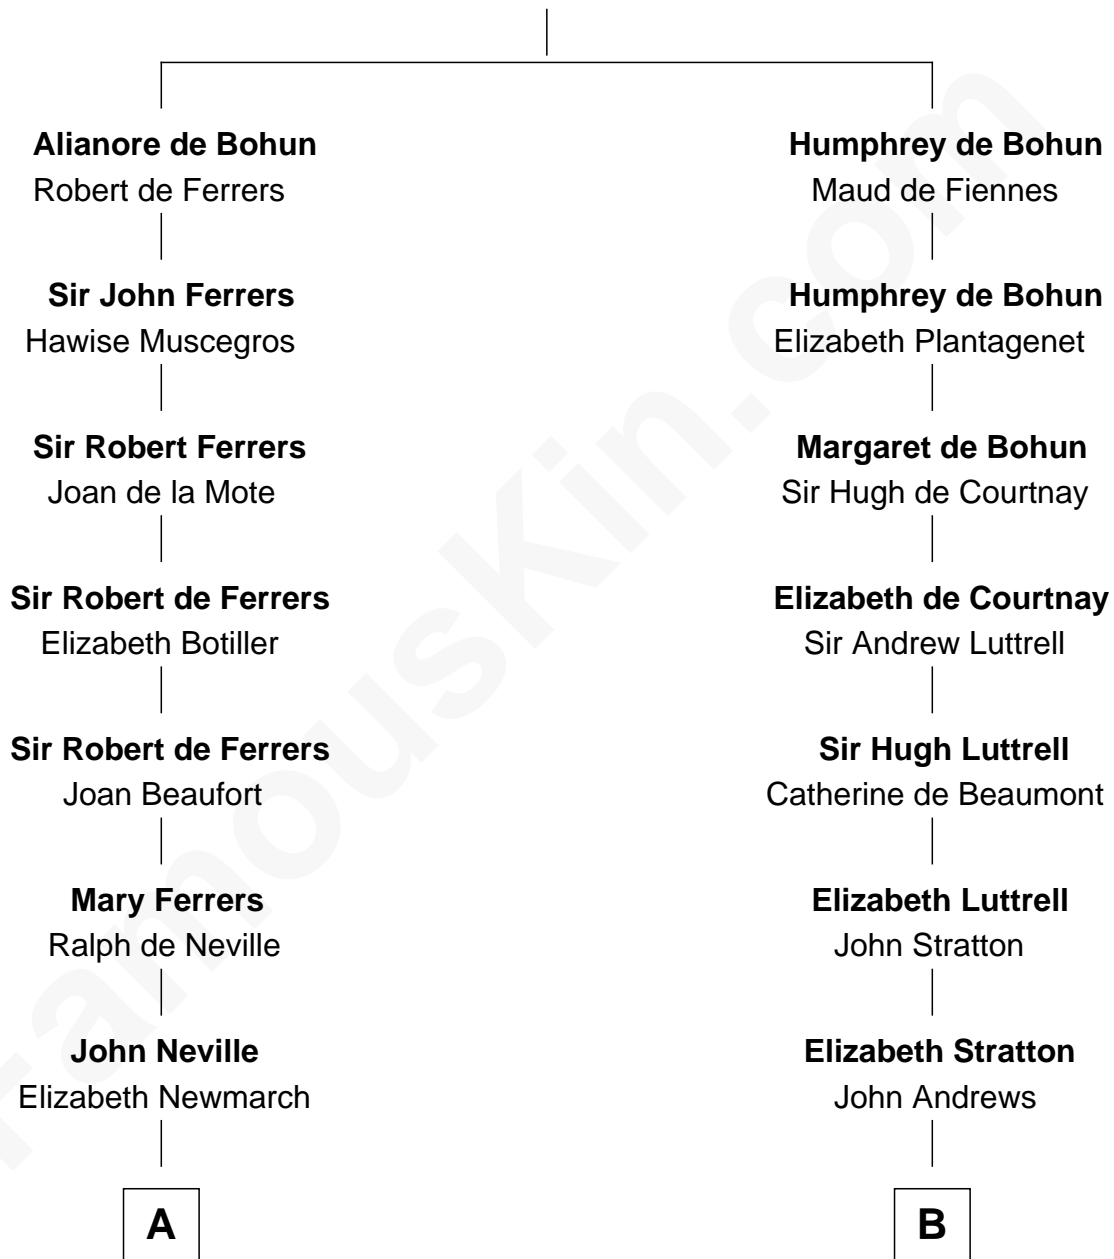 Alianore de Bohun
Robert de Ferrers
Sir John Ferrers
Hawise Muscegros
Sir Robert Ferrers
Joan de la Mote
Sir Robert de Ferrers
Elizabeth Botiller
Sir Robert de Ferrers
Joan Beaufort
Mary Ferrers
Ralph de Neville
John Neville
Elizabeth Newmarch
A
Humphrey de Bohun
Maud de Fiennes
Humphrey de Bohun
Elizabeth Plantagenet
Margaret de Bohun
Sir Hugh de Courtnay
Elizabeth de Courtnay
Sir Andrew Luttrell
Sir Hugh Luttrell
Catherine de Beaumont
Elizabeth Luttrell
John Stratton
Elizabeth Stratton
John Andrews
B
FamousKin.com